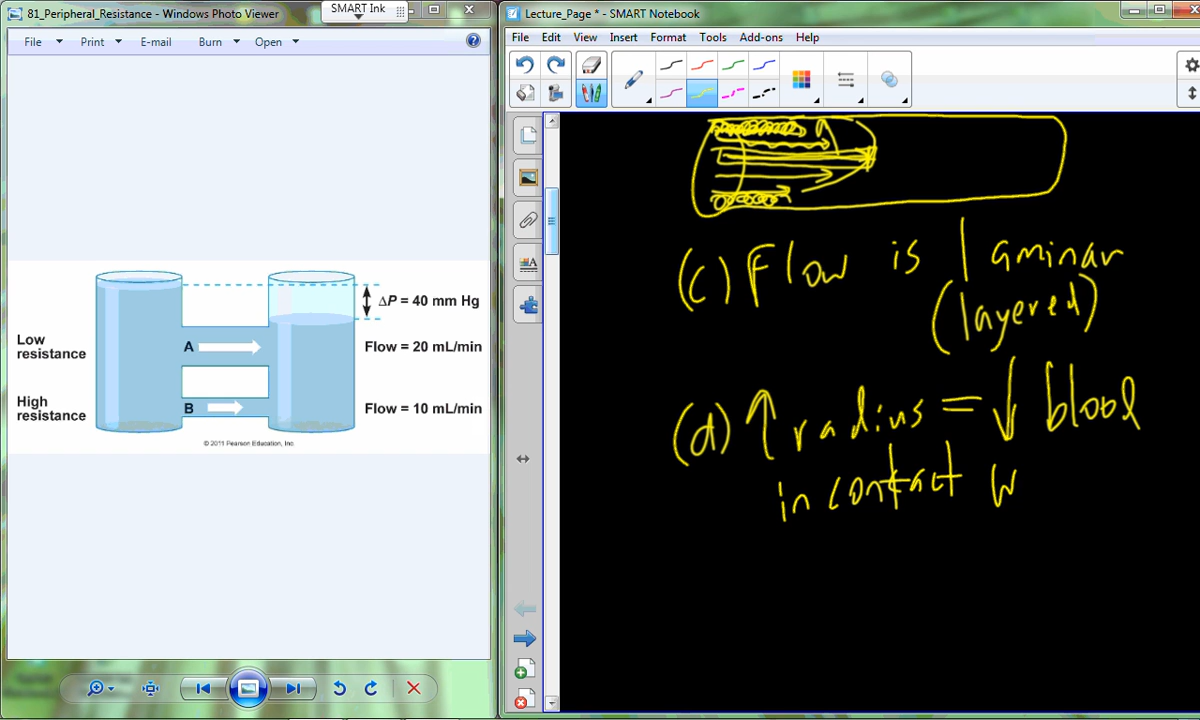 81_Peripheral_Resistance - Windows Photo Viewer
SMART Ink
File Print E-mail Burn Open
Low
resistance
High
resistance
A
B
ΔP = 40 mm Hg
Flow = 20 mL/min
Flow = 10 mL/min
© 2011 Pearson Education, Inc.
Lecture_Page * - SMART Notebook
File Edit View Insert Format Tools Add-ons Help
(c) Flow is laminar
(layered)
(d) ↑ radius = ↓ blood
in contact w